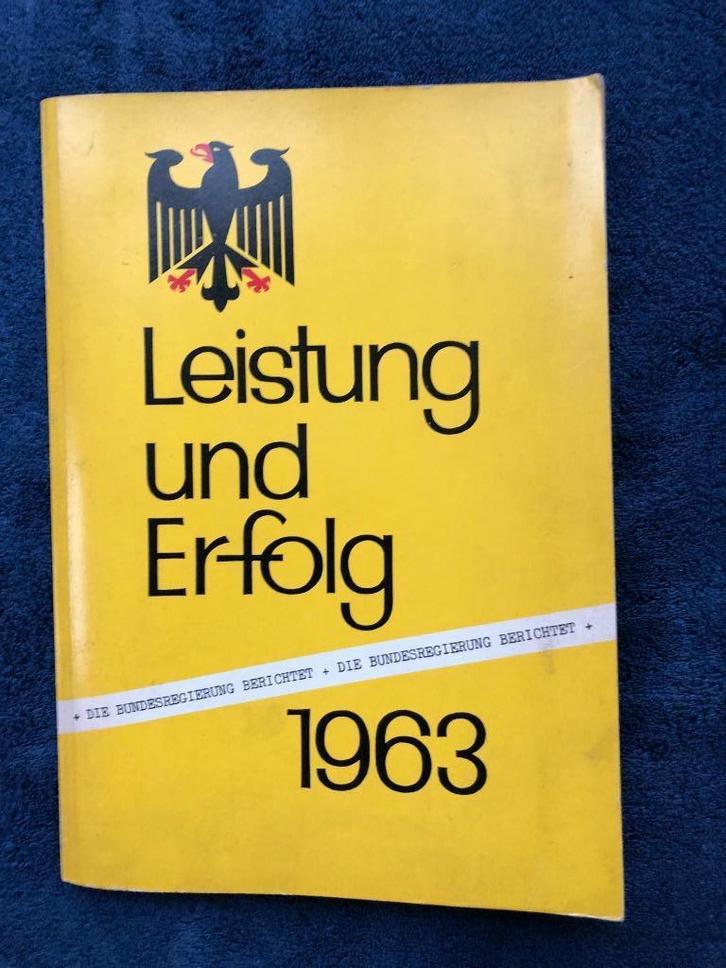 Leistung
und
Erfolg
+ DIE BUNDESREGIERUNG BERICHTET + DIE BUNDESREGIERUNG BERICHTET +
1963